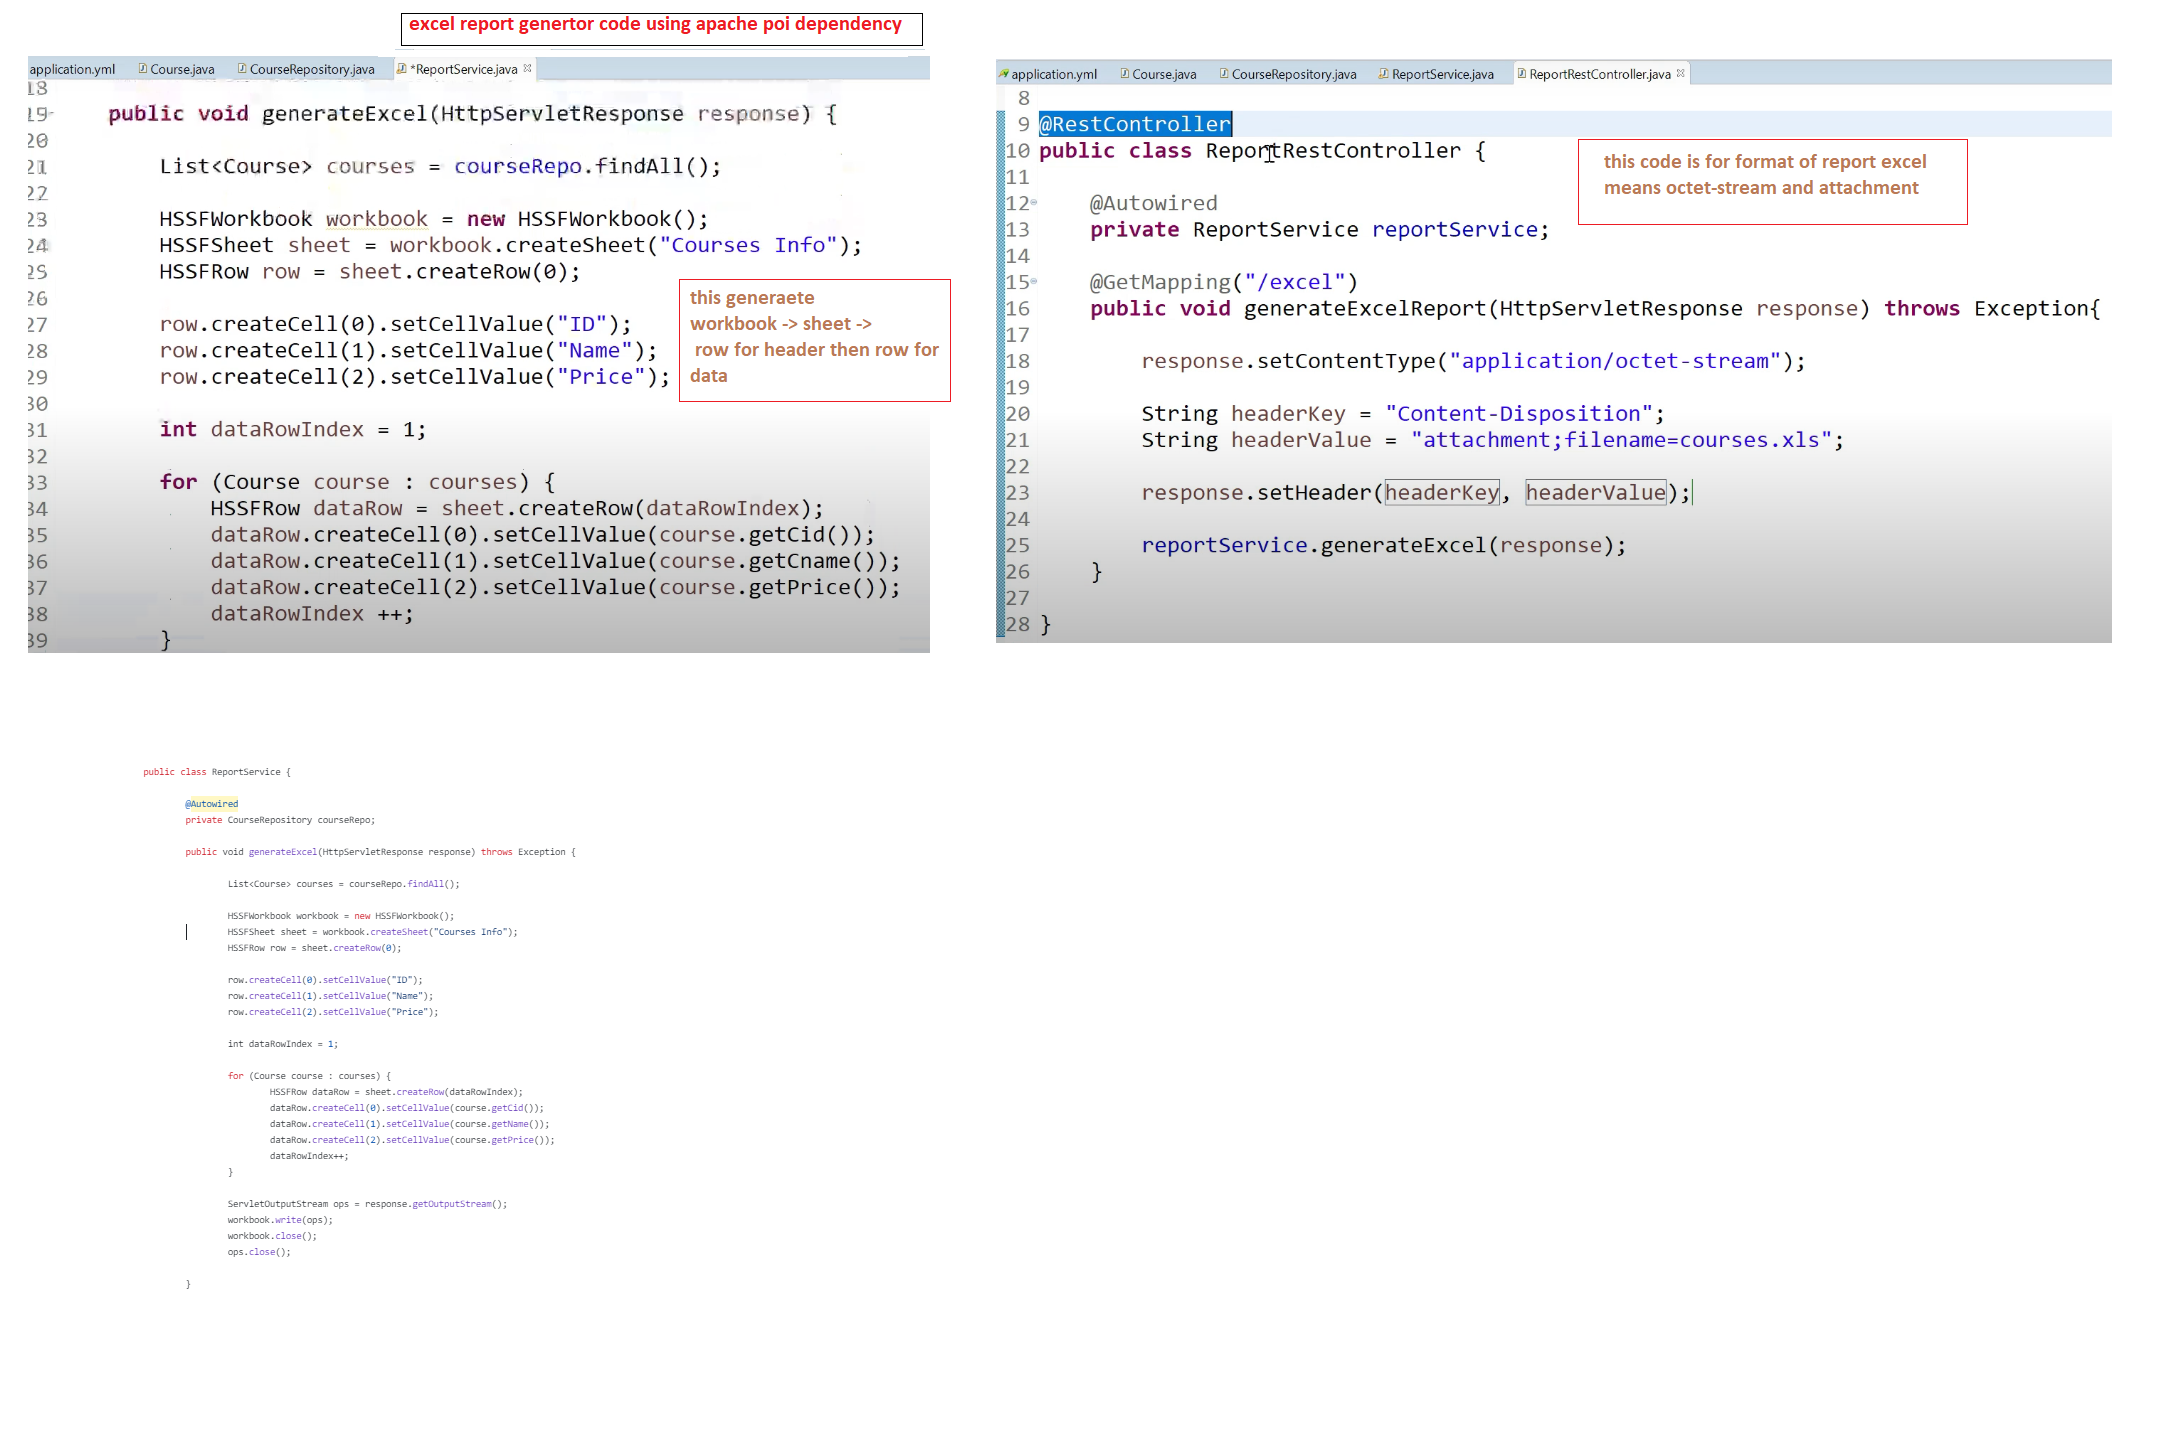 excel report genertor code using apache poi dependency
application.yml Course.java CourseRepository.java *ReportService.java
18
19 public void generateExcel(HttpServletResponse response) {
20
21 List<Course> courses = courseRepo.findAll();
22
23 HSSFWorkbook workbook = new HSSFWorkbook();
24 HSSFSheet sheet = workbook.createSheet("Courses Info");
25 HSSFRow row = sheet.createRow(0);
26
27 row.createCell(0).setCellValue("ID");
28 row.createCell(1).setCellValue("Name");
29 row.createCell(2).setCellValue("Price");
30
31 int dataRowIndex = 1;
32
33 for (Course course : courses) {
34 HSSFRow dataRow = sheet.createRow(dataRowIndex);
35 dataRow.createCell(0).setCellValue(course.getCid());
36 dataRow.createCell(1).setCellValue(course.getCname());
37 dataRow.createCell(2).setCellValue(course.getPrice());
38 dataRowIndex ++;
39 }
this generaete
workbook -> sheet ->
row for header then row for
data
application.yml Course.java CourseRepository.java ReportService.java ReportRestController.java
8
9 @RestController
10 public class ReportRestController {
11
12 @Autowired
13 private ReportService reportService;
14
15 @GetMapping("/excel")
16 public void generateExcelReport(HttpServletResponse response) throws Exception{
17
18 response.setContentType("application/octet-stream");
19
20 String headerKey = "Content-Disposition";
21 String headerValue = "attachment;filename=courses.xls";
22
23 response.setHeader(headerKey, headerValue);
24
25 reportService.generateExcel(response);
26 }
27
28 }
this code is for format of report excel
means octet-stream and attachment
public class ReportService {
@Autowired
private CourseRepository courseRepo;
public void generateExcel(HttpServletResponse response) throws Exception {
List<Course> courses = courseRepo.findAll();
HSSFWorkbook workbook = new HSSFWorkbook();
HSSFSheet sheet = workbook.createSheet("Courses Info");
HSSFRow row = sheet.createRow(0);
row.createCell(0).setCellValue("ID");
row.createCell(1).setCellValue("Name");
row.createCell(2).setCellValue("Price");
int dataRowIndex = 1;
for (Course course : courses) {
HSSFRow dataRow = sheet.createRow(dataRowIndex);
dataRow.createCell(0).setCellValue(course.getCid());
dataRow.createCell(1).setCellValue(course.getName());
dataRow.createCell(2).setCellValue(course.getPrice());
dataRowIndex++;
}
ServletOutputStream ops = response.getOutputStream();
workbook.write(ops);
workbook.close();
ops.close();
}